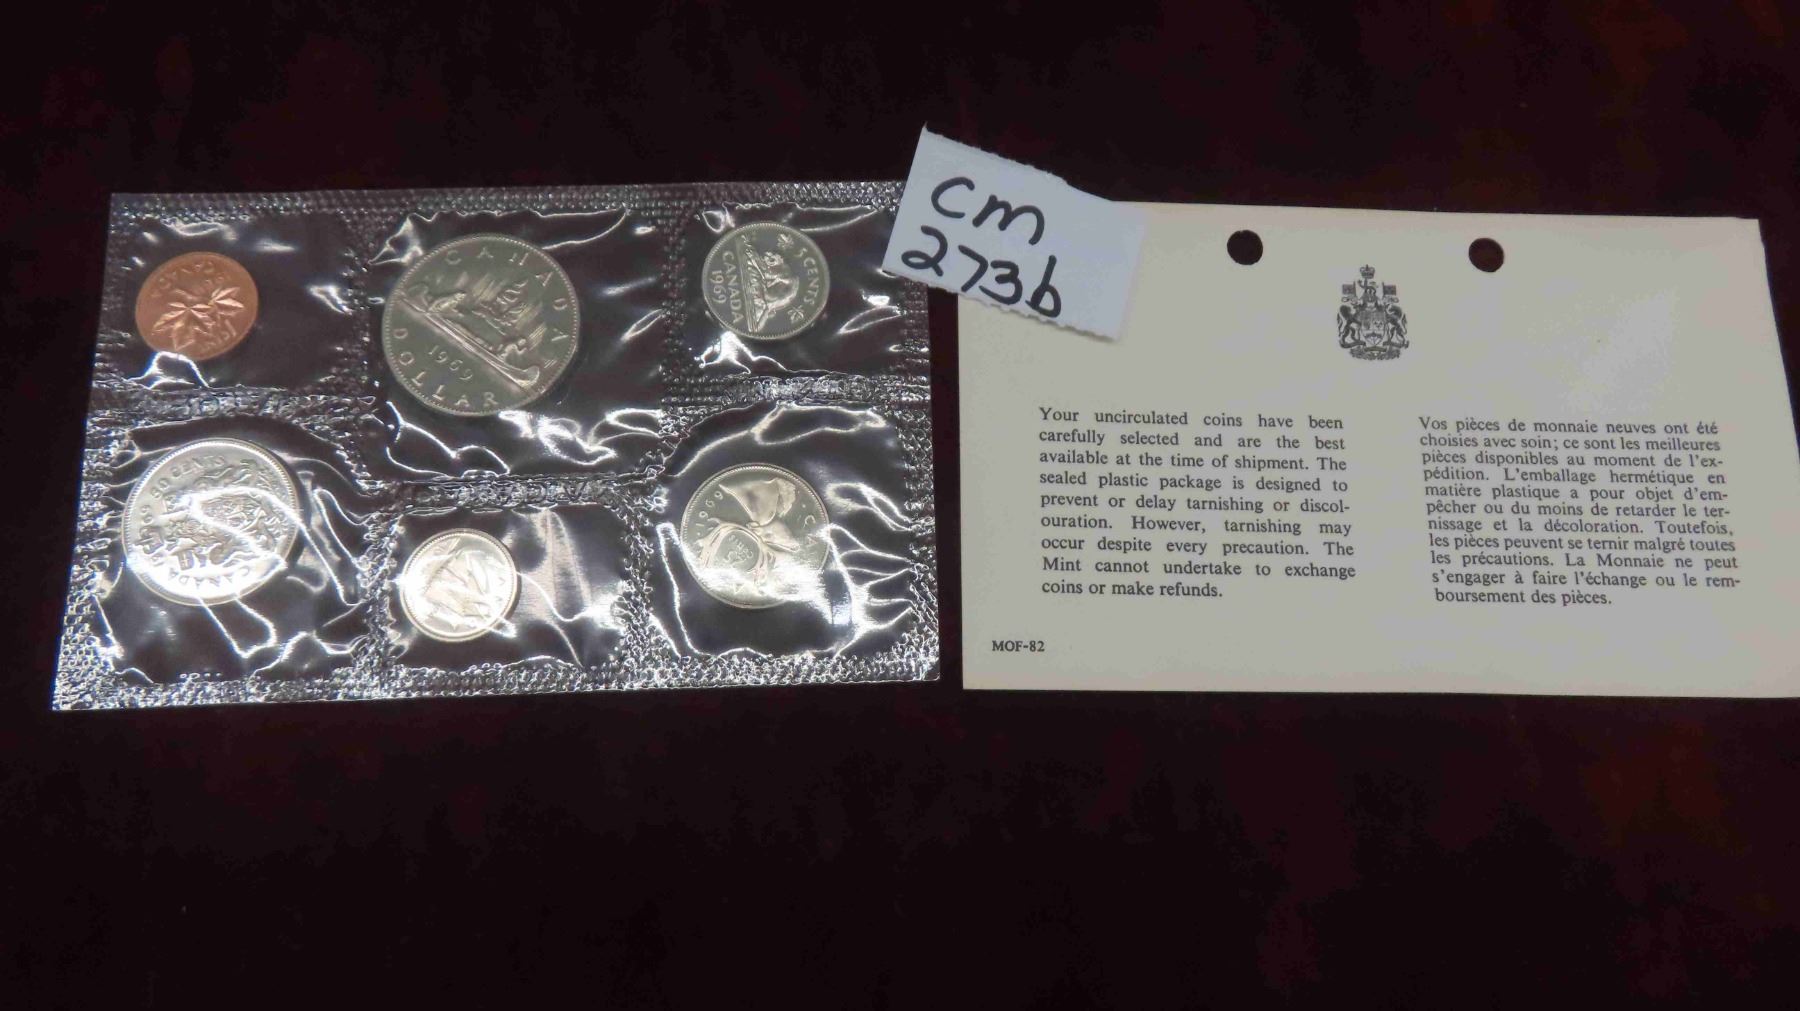 CANADA
1969
DOLLAR
5 CENTS
CANADA
1969
50 CENTS
CANADA
1969
25
CENTS
cm
273b
Your uncirculated coins have been
carefully selected and are the best
available at the time of shipment. The
sealed plastic package is designed to
prevent or delay tarnishing or discol-
ouration. However, tarnishing may
occur despite every precaution. The
Mint cannot undertake to exchange
coins or make refunds.
Vos pièces de monnaie neuves ont été
choisies avec soin; ce sont les meilleures
pièces disponibles au moment de l'ex-
pédition. L'emballage hermétique en
matière plastique a pour objet d'em-
pêcher ou du moins de retarder le ter-
nissage et la décoloration. Toutefois,
les pièces peuvent se ternir malgré toutes
les précautions. La Monnaie ne peut
s'engager à faire l'échange ou le rem-
boursement des pièces.
MOF-82